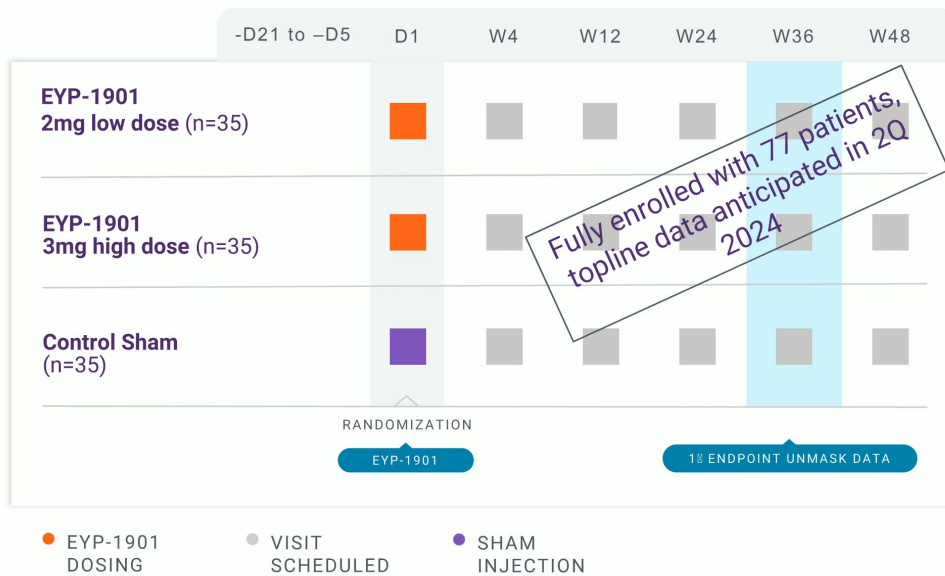 -D21 to –D5 D1 W4 W12 W24 W36 W48
EYP-1901
2mg low dose (n=35)
EYP-1901
3mg high dose (n=35)
Control Sham
(n=35)
Fully enrolled with 77 patients,
topline data anticipated in 2Q
2024
RANDOMIZATION
EYP-1901
1 ENDPOINT UNMASK DATA
EYP-1901
DOSING
VISIT
SCHEDULED
SHAM
INJECTION